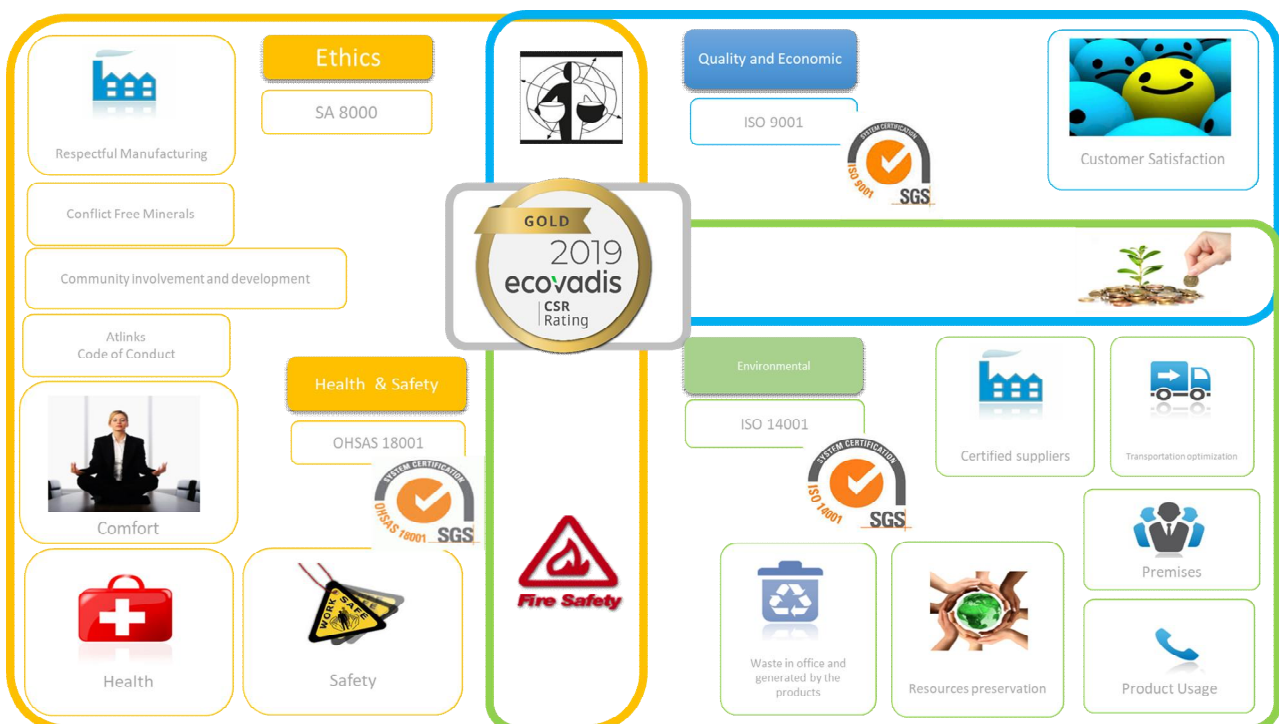 Ethics
SA 8000
Respectful Manufacturing
Conflict Free Minerals
Community involvement and development
Atlinks
Code of Conduct
Health & Safety
OHSAS 18001
SYSTEM CERTIFICATION
OHSAS 18001
SGS
Comfort
Health
WORK SAFE
Safety
GOLD
2019
ecovadis
CSR
Rating
Fire Safety
Quality and Economic
ISO 9001
SYSTEM CERTIFICATION
ISO 9001
SGS
Customer Satisfaction
Environmental
ISO 14001
SYSTEM CERTIFICATION
ISO 14001
SGS
Certified suppliers
Transportation optimization
Premises
Waste in office and
generated by the
products
Resources preservation
Product Usage